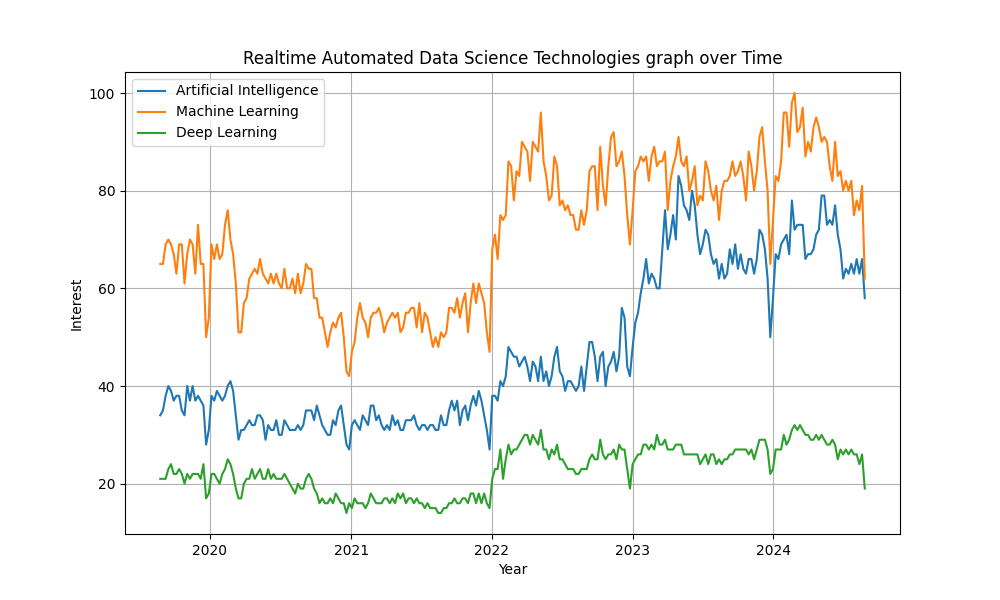 Realtime Automated Data Science Technologies graph over Time
Artificial Intelligence
Machine Learning
Deep Learning
100
80
60
40
20
Interest
2020 2021 2022 2023 2024
Year